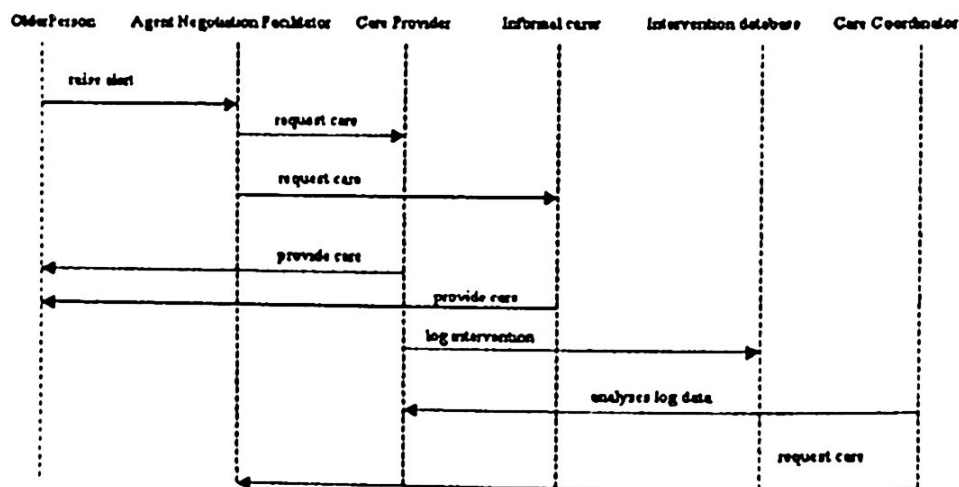 OlderPerson Agent Negotiation Facilitator Care Provider Informal carer Intervention database Care Coordinator
raise alert
request care
request care
provide care
provide care
log intervention
analyses log data
request care